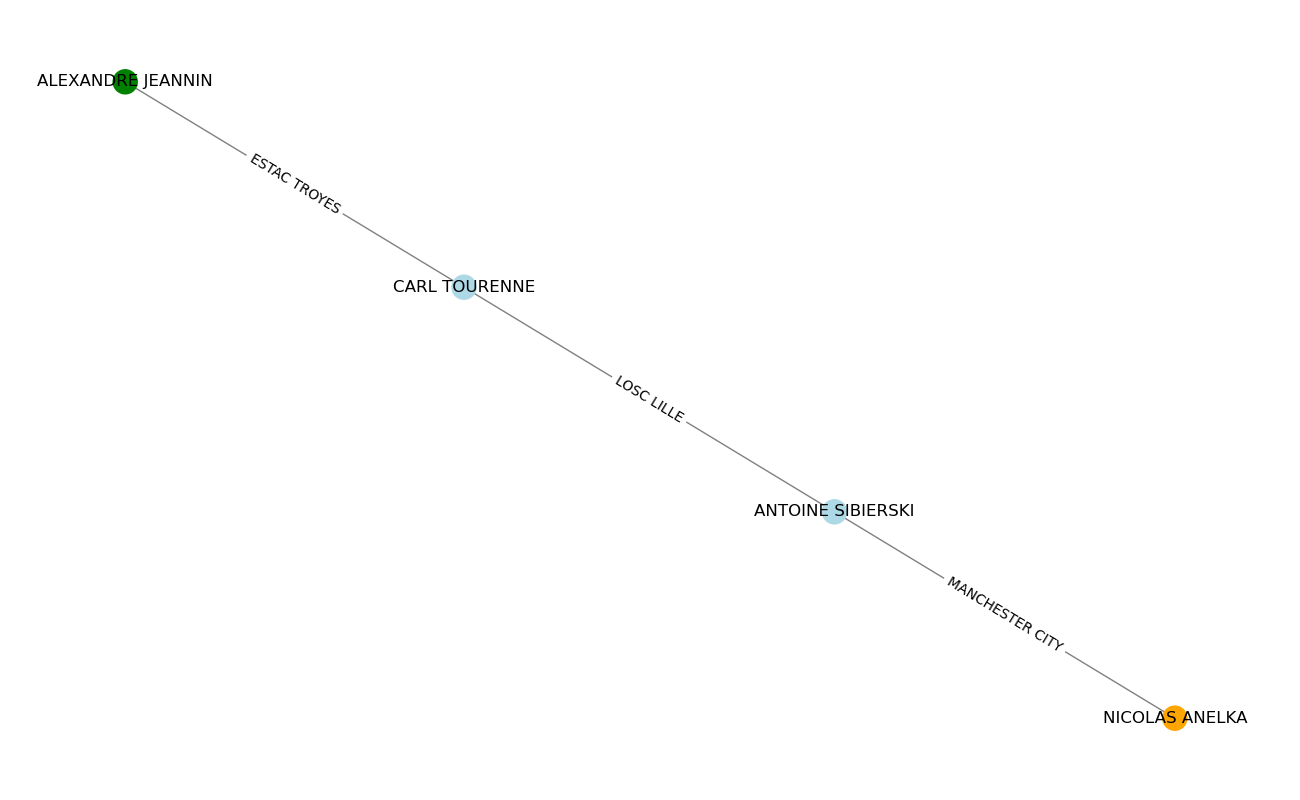 ALEXANDRE JEANNIN
ESTAC TROYES
CARL TOURENNE
LOSC LILLE
ANTOINE SIBIERSKI
MANCHESTER CITY
NICOLAS ANELKA